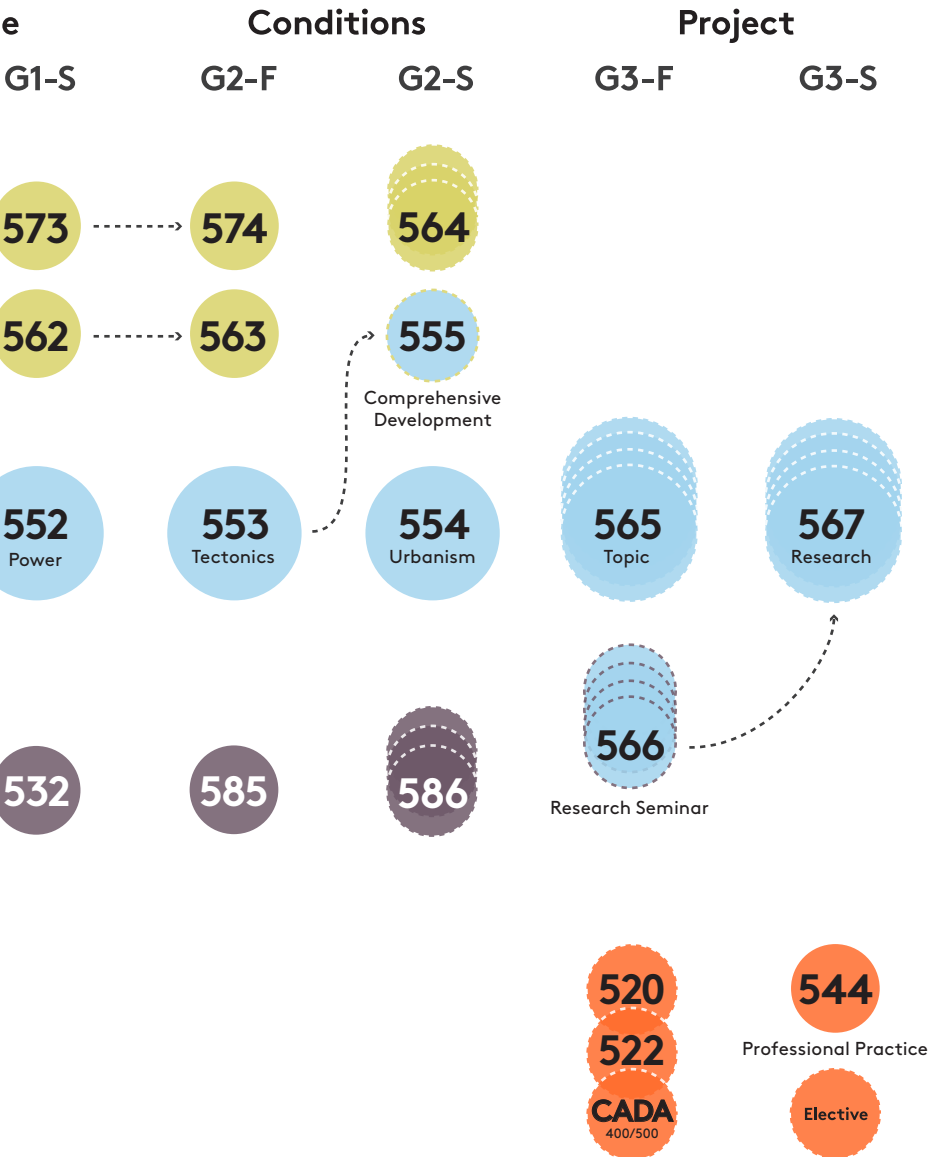 e
Conditions
Project
G1-S
G2-F
G2-S
G3-F
G3-S
573
574
564
562
563
555
Comprehensive
Development
552
Power
553
Tectonics
554
Urbanism
565
Topic
567
Research
532
585
586
566
Research Seminar
520
522
CADA
400/500
544
Professional Practice
Elective